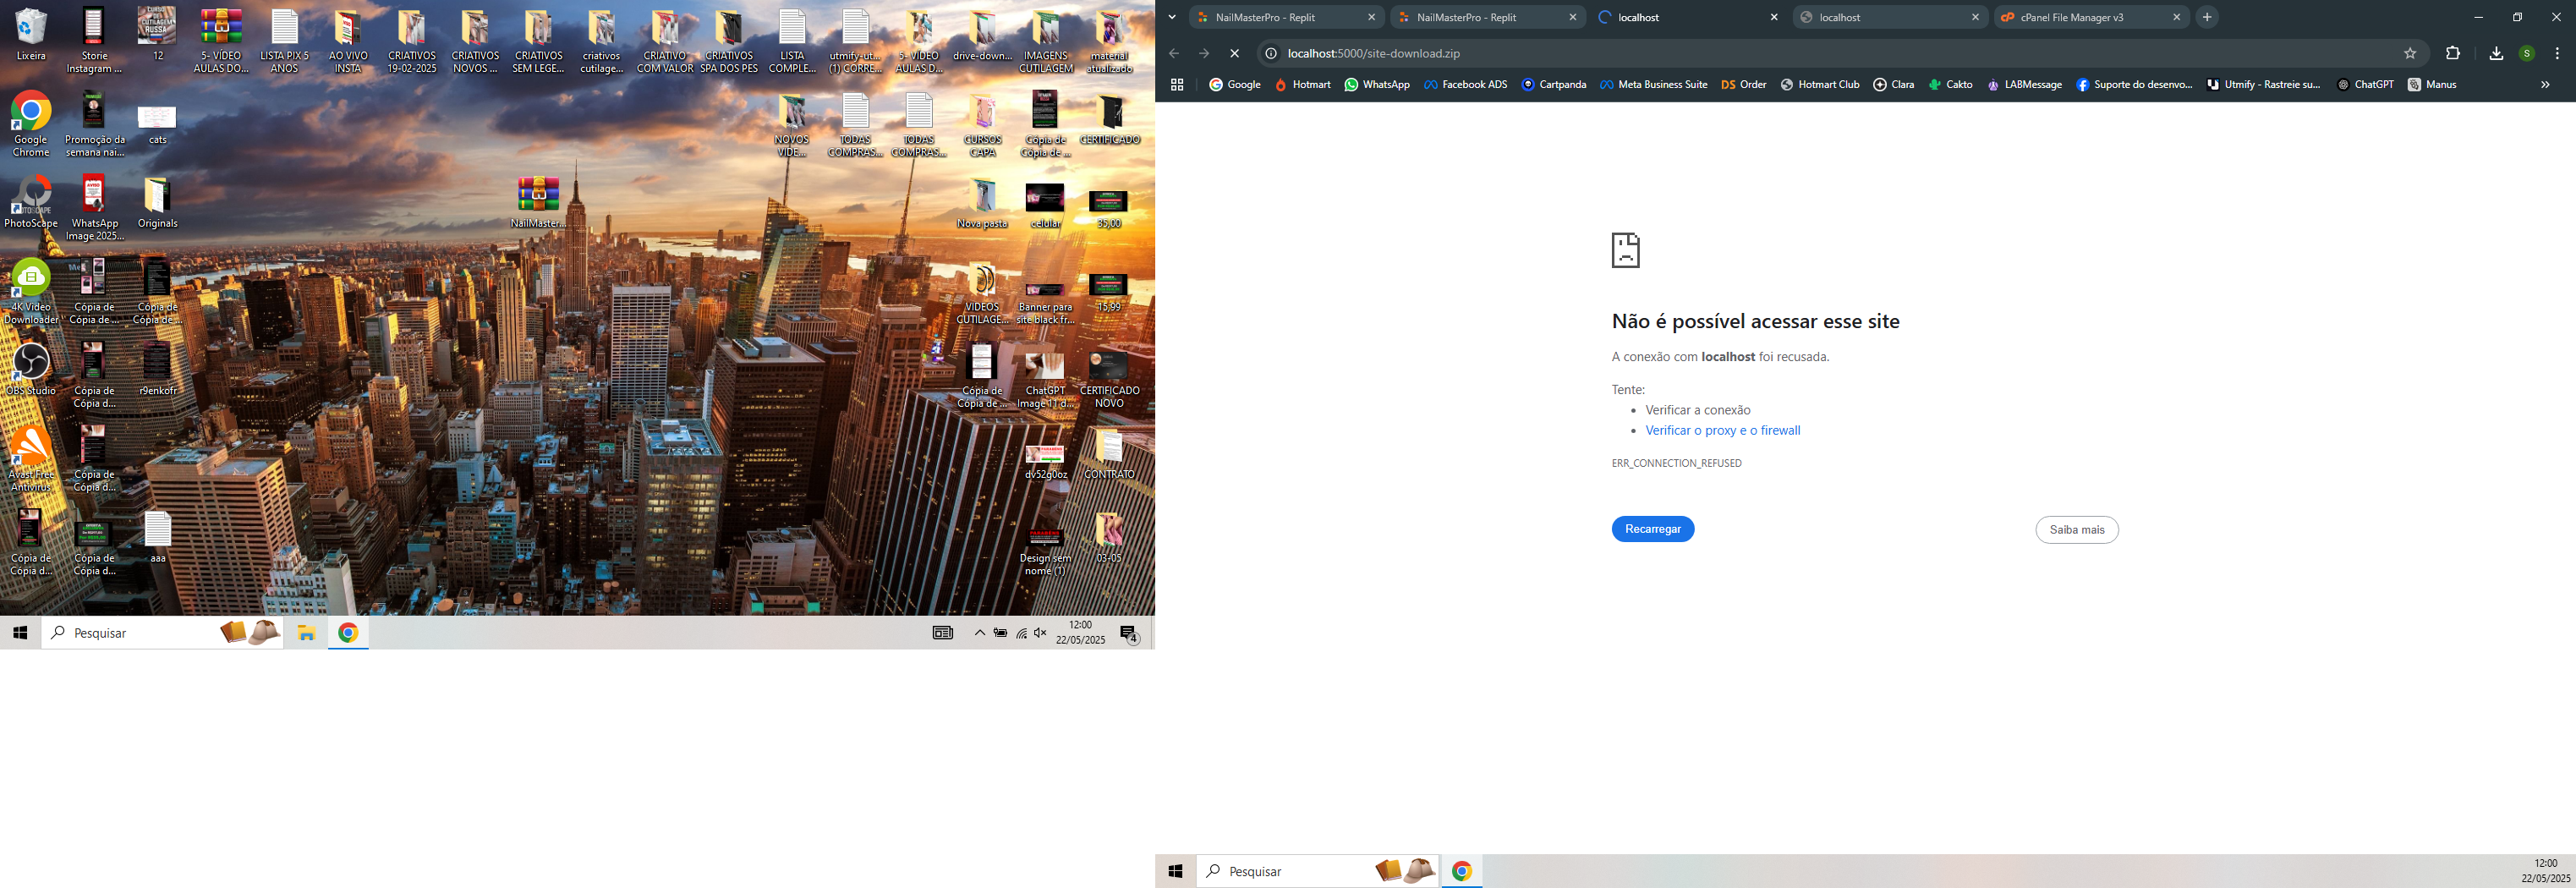 Lixeira
Storie
Instagram ...
12
5- VÍDEO
AULAS DO...
LISTA PIX 5
ANOS
AO VIVO
INSTA
CRIATIVOS
19-02-2025
CRIATIVOS
NOVOS ...
CRIATIVOS
SEM LEGE...
criativos
cutilage...
CRIATIVO
COM VALOR
CRIATIVOS
SPA DOS PES
LISTA
COMPLE...
utmify-ut...
(1) CORRE...
5- VÍDEO
AULAS D...
drive-down...
IMAGENS
CUTILAGEM
material
atualizado
Google
Chrome
Promoção da
semana nai...
cats
NOVOS
VIDE...
TODAS
COMPRAS...
TODAS
COMPRAS...
CURSOS
CAPA
Cópia de
Cópia de ...
CERTIFICADO
PhotoScape
WhatsApp
Image 2025...
Originals
NailMaster...
Nova pasta
celular
35,00
4K Video
Downloader
Cópia de
Cópia de ...
Cópia de
Cópia de ...
VIDEOS
CUTILAGE...
Banner para
site black fr...
15,99
OBS Studio
Cópia de
Cópia d...
r9enkofr
Cópia de
Cópia de ...
ChatGPT
Image 11 d...
CERTIFICADO
NOVO
Avast Free
Antivirus
Cópia de
Cópia d...
dv52g0oz
CONTRATO
Cópia de
Cópia d...
Cópia de
Cópia d...
aaa
Design sem
nome (1)
03-05
Pesquisar
12:00
22/05/2025
4
NailMasterPro - Replit
NailMasterPro - Replit
localhost
localhost
cPanel File Manager v3
localhost:5000/site-download.zip
S
Google
Hotmart
WhatsApp
Facebook ADS
Cartpanda
Meta Business Suite
DS Order
Hotmart Club
Clara
Cakto
LABMessage
Suporte do desenvo...
Utmify - Rastreie su...
ChatGPT
Manus
Não é possível acessar esse site
A conexão com localhost foi recusada.
Tente:
• Verificar a conexão
• Verificar o proxy e o firewall
ERR_CONNECTION_REFUSED
Recarregar
Saiba mais
Pesquisar
12:00
22/05/2025